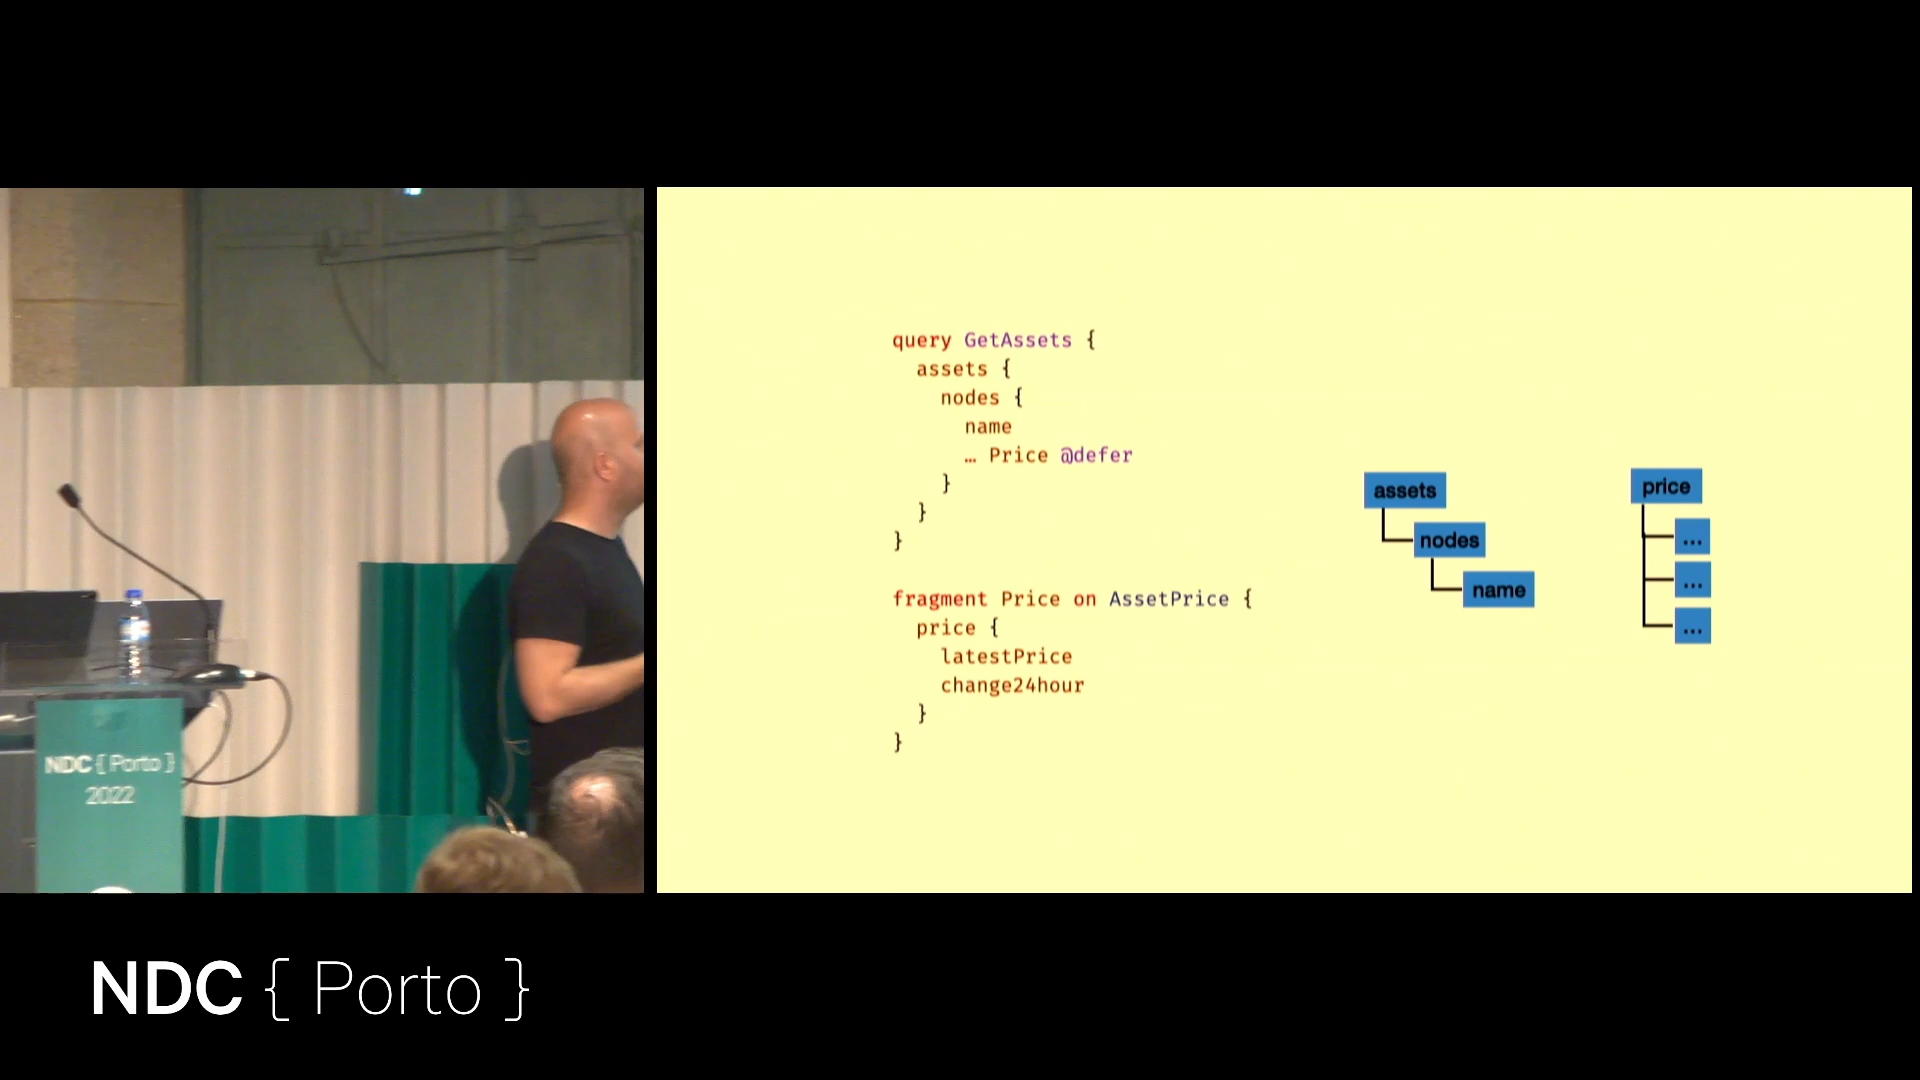 query GetAssets {
  assets {
    nodes {
      name
      … Price @defer
    }
  }
}
fragment Price on AssetPrice {
  price {
    latestPrice
    change24hour
  }
}
assets
nodes
name
price
...
...
...
NDC { Porto }
2022
NDC { Porto }